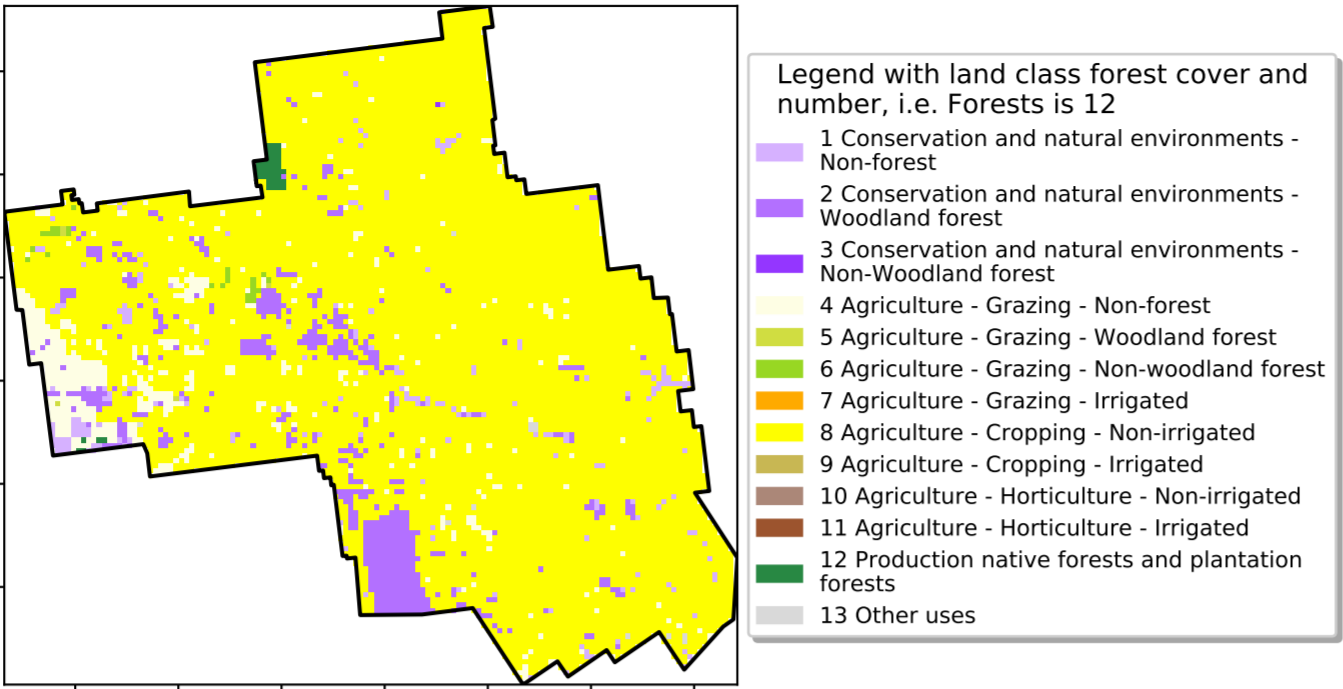 Legend with land class forest cover and
number, i.e. Forests is 12
1 Conservation and natural environments -
Non-forest
2 Conservation and natural environments -
Woodland forest
3 Conservation and natural environments -
Non-Woodland forest
4 Agriculture - Grazing - Non-forest
5 Agriculture - Grazing - Woodland forest
6 Agriculture - Grazing - Non-woodland forest
7 Agriculture - Grazing - Irrigated
8 Agriculture - Cropping - Non-irrigated
9 Agriculture - Cropping - Irrigated
10 Agriculture - Horticulture - Non-irrigated
11 Agriculture - Horticulture - Irrigated
12 Production native forests and plantation
forests
13 Other uses